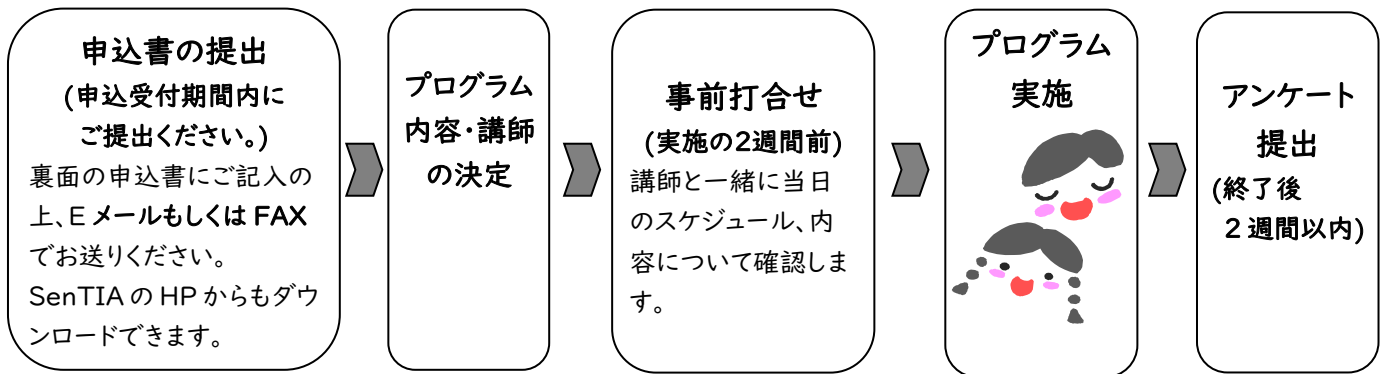 申込書の提出
(申込受付期間内に
ご提出ください。)
裏面の申込書にご記入の
上、E メールもしくは FAX
でお送りください。
SenTIA の HP からもダウ
ンロードできます。
プログラム
内容・講師
の決定
事前打合せ
(実施の2週間前)
講師と一緒に当日
のスケジュール、内
容について確認しま
す。
プログラム
実施
アンケート
提出
(終了後
2 週間以内)